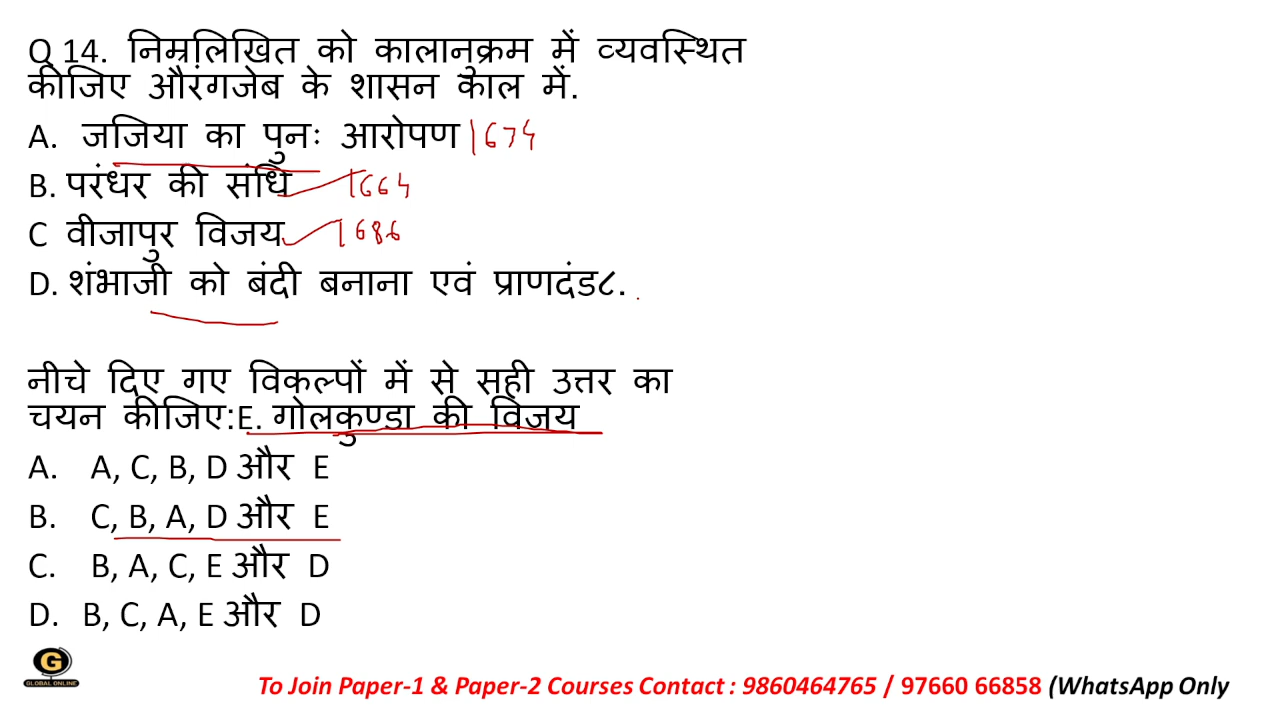 Q 14. निम्नलिखित को कालानुक्रम में व्यवस्थित
कीजिए औरंगजेब के शासन काल में.
A. जजिया का पुनः आरोपण 1674
B. परंधर की संधि 1664
C वीजापुर विजय 1686
D. शंभाजी को बंदी बनाना एवं प्राणदंड८.
नीचे दिए गए विकल्पों में से सही उत्तर का
चयन कीजिए:E. गोलकुण्डा की विजय
A. A, C, B, D और E
B. C, B, A, D और E
C. B, A, C, E और D
D. B, C, A, E और D
G
GLOBAL ONLINE
To Join Paper-1 & Paper-2 Courses Contact : 9860464765 / 97660 66858 (WhatsApp Only